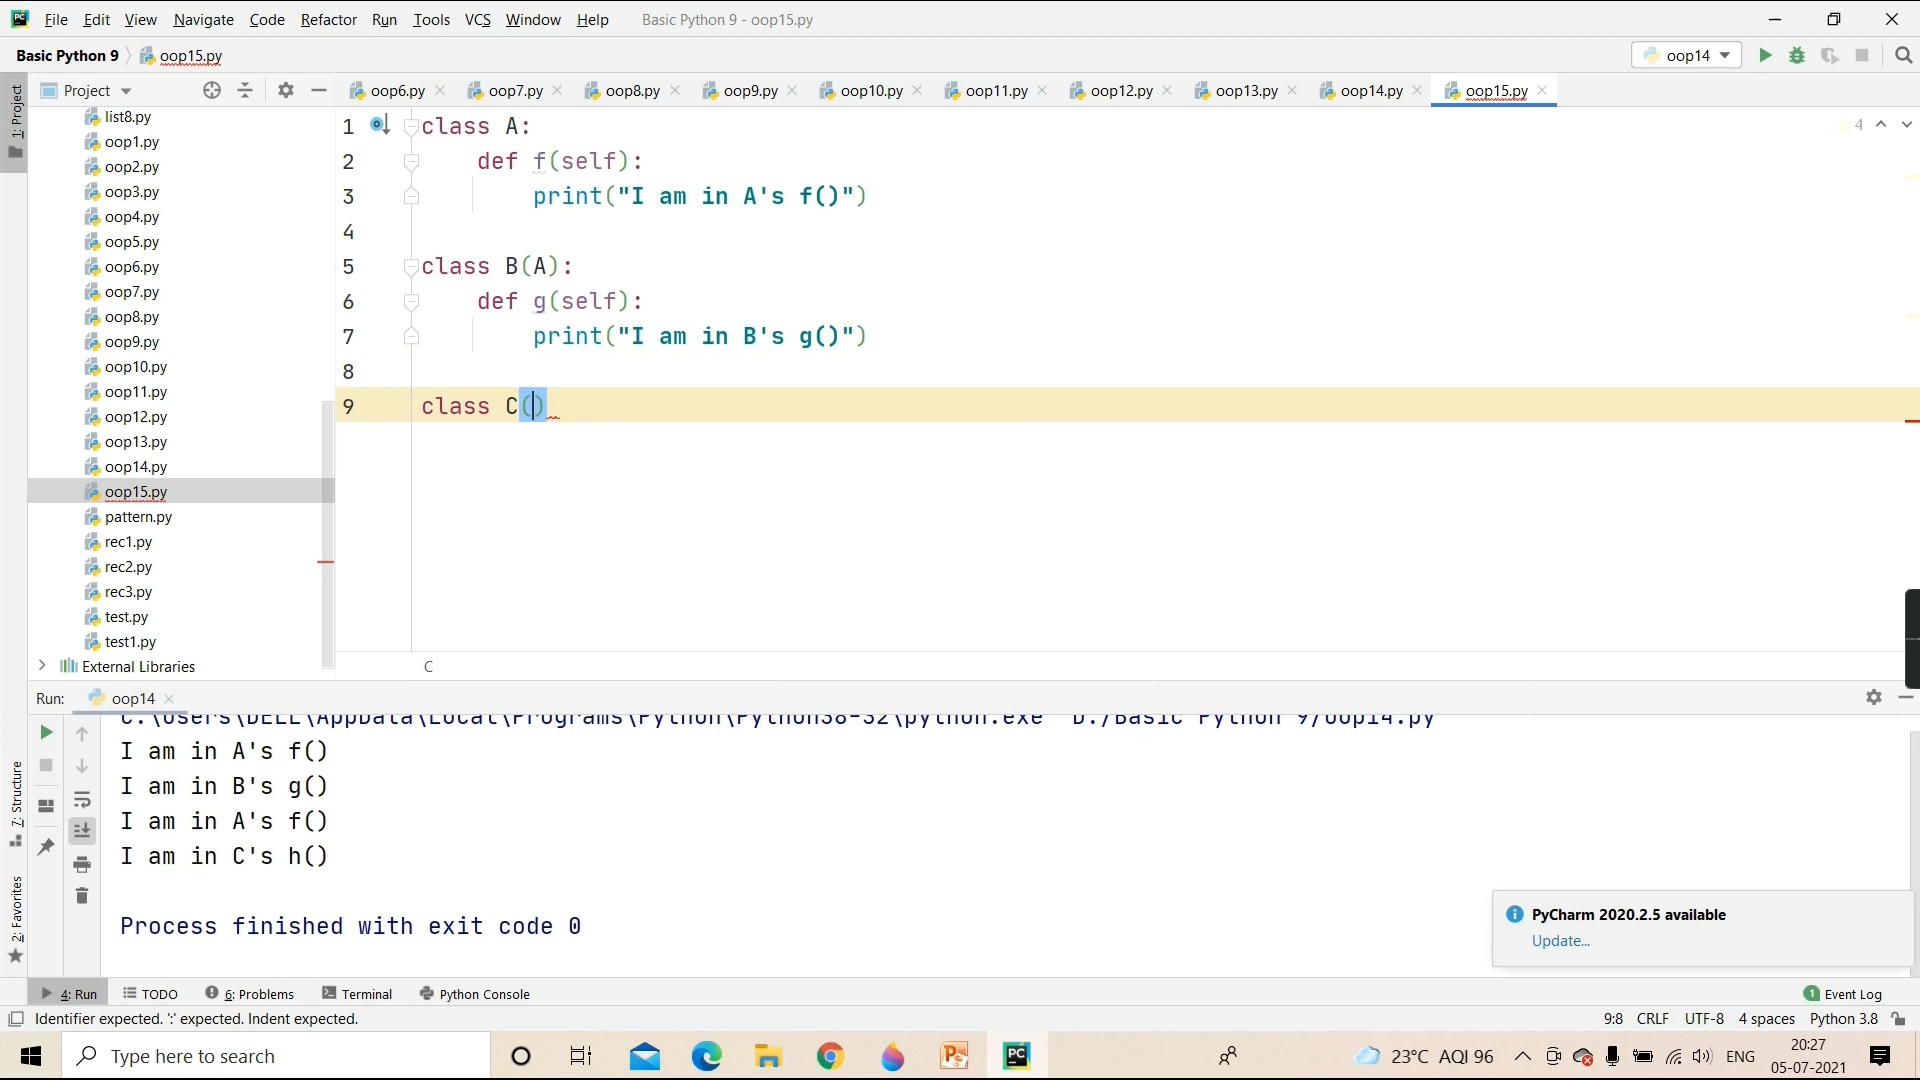 File Edit View Navigate Code Refactor Run Tools VCS Window Help Basic Python 9 - oop15.py
Basic Python 9 oop15.py oop14
1: Project
Project
oop6.py oop7.py oop8.py oop9.py oop10.py oop11.py oop12.py oop13.py oop14.py oop15.py
list8.py
oop1.py
oop2.py
oop3.py
oop4.py
oop5.py
oop6.py
oop7.py
oop8.py
oop9.py
oop10.py
oop11.py
oop12.py
oop13.py
oop14.py
oop15.py
pattern.py
rec1.py
rec2.py
rec3.py
test.py
test1.py
External Libraries
1 class A:
2 def f(self):
3 print("I am in A's f()")
4
5 class B(A):
6 def g(self):
7 print("I am in B's g()")
8
9 class C()
4
C
Run: oop14
C:\Users\DELL\AppData\Local\Programs\Python\Python38-32\python.exe "D:/Basic Python 9/oop14.py"
I am in A's f()
I am in B's g()
I am in A's f()
I am in C's h()
Process finished with exit code 0
7: Structure
2: Favorites
PyCharm 2020.2.5 available
Update...
4: Run TODO 6: Problems Terminal Python Console 1 Event Log
Identifier expected. ':' expected. Indent expected. 9:8 CRLF UTF-8 4 spaces Python 3.8
Type here to search 23°C AQI 96 ENG 20:27
05-07-2021